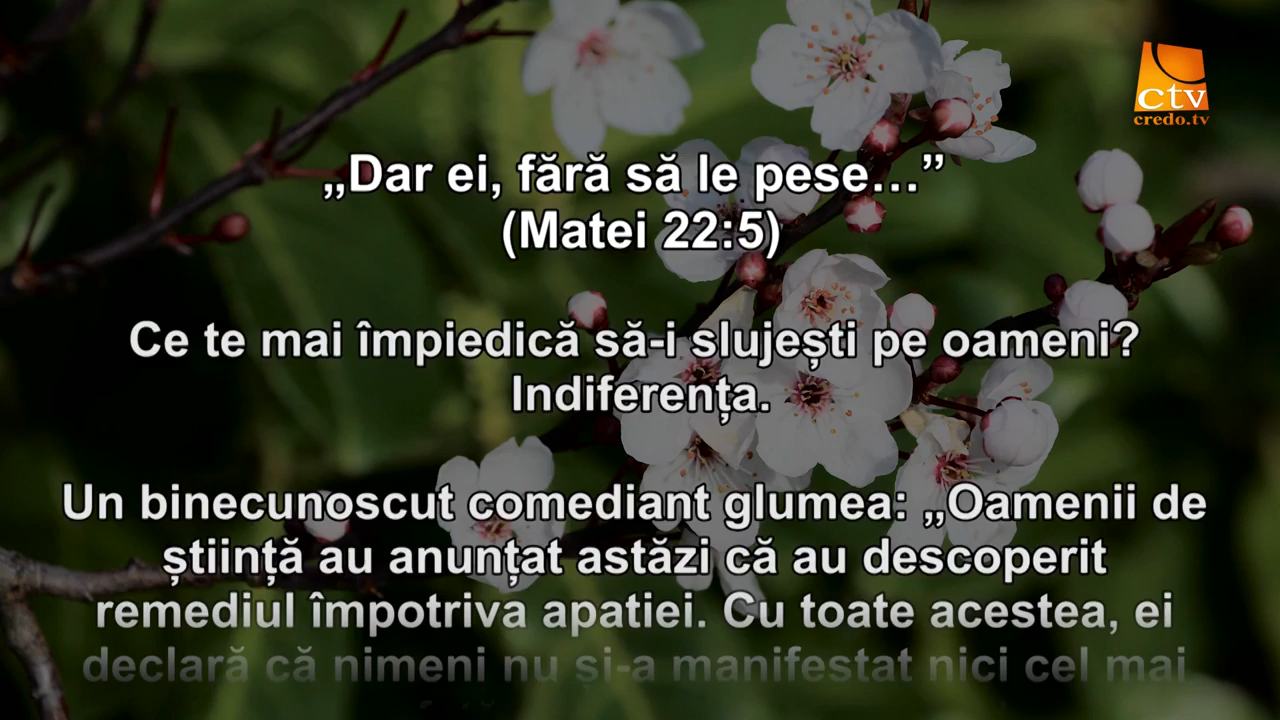 ctv
credo.tv
„Dar ei, fără să le pese…”
(Matei 22:5)
Ce te mai împiedică să-i slujești pe oameni?
Indiferența.
Un binecunoscut comediant glumea: „Oamenii de
știință au anunțat astăzi că au descoperit
remediul împotriva apatiei. Cu toate acestea, ei
declară că nimeni nu și-a manifestat nici cel mai